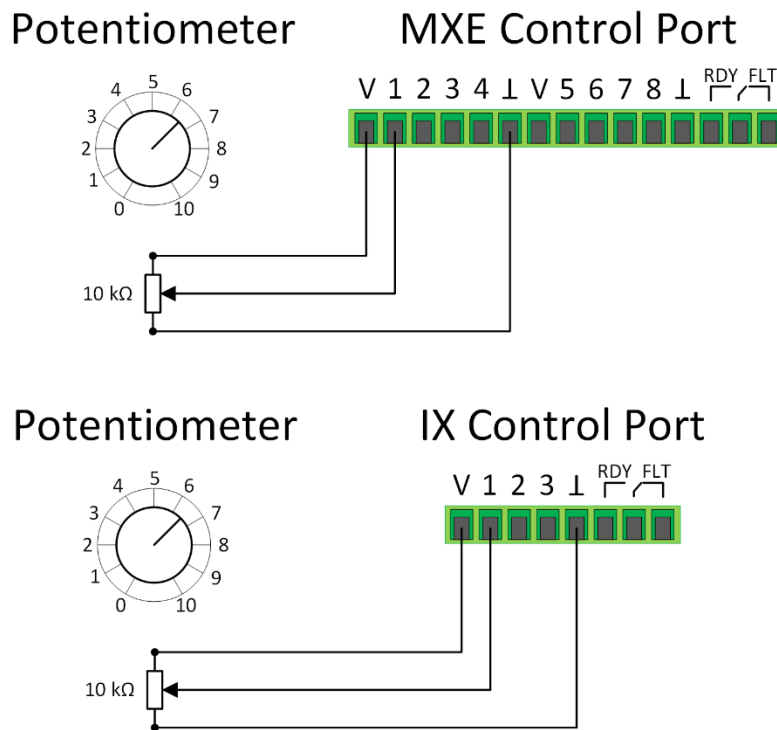 Potentiometer MXE Control Port
5
4 6
3 7
2 8
1 9
0 10
RDY FLT
V 1 2 3 4 ⊥ V 5 6 7 8 ⊥
10 kΩ
Potentiometer IX Control Port
5
4 6
3 7
2 8
1 9
0 10
RDY FLT
V 1 2 3 ⊥
10 kΩ